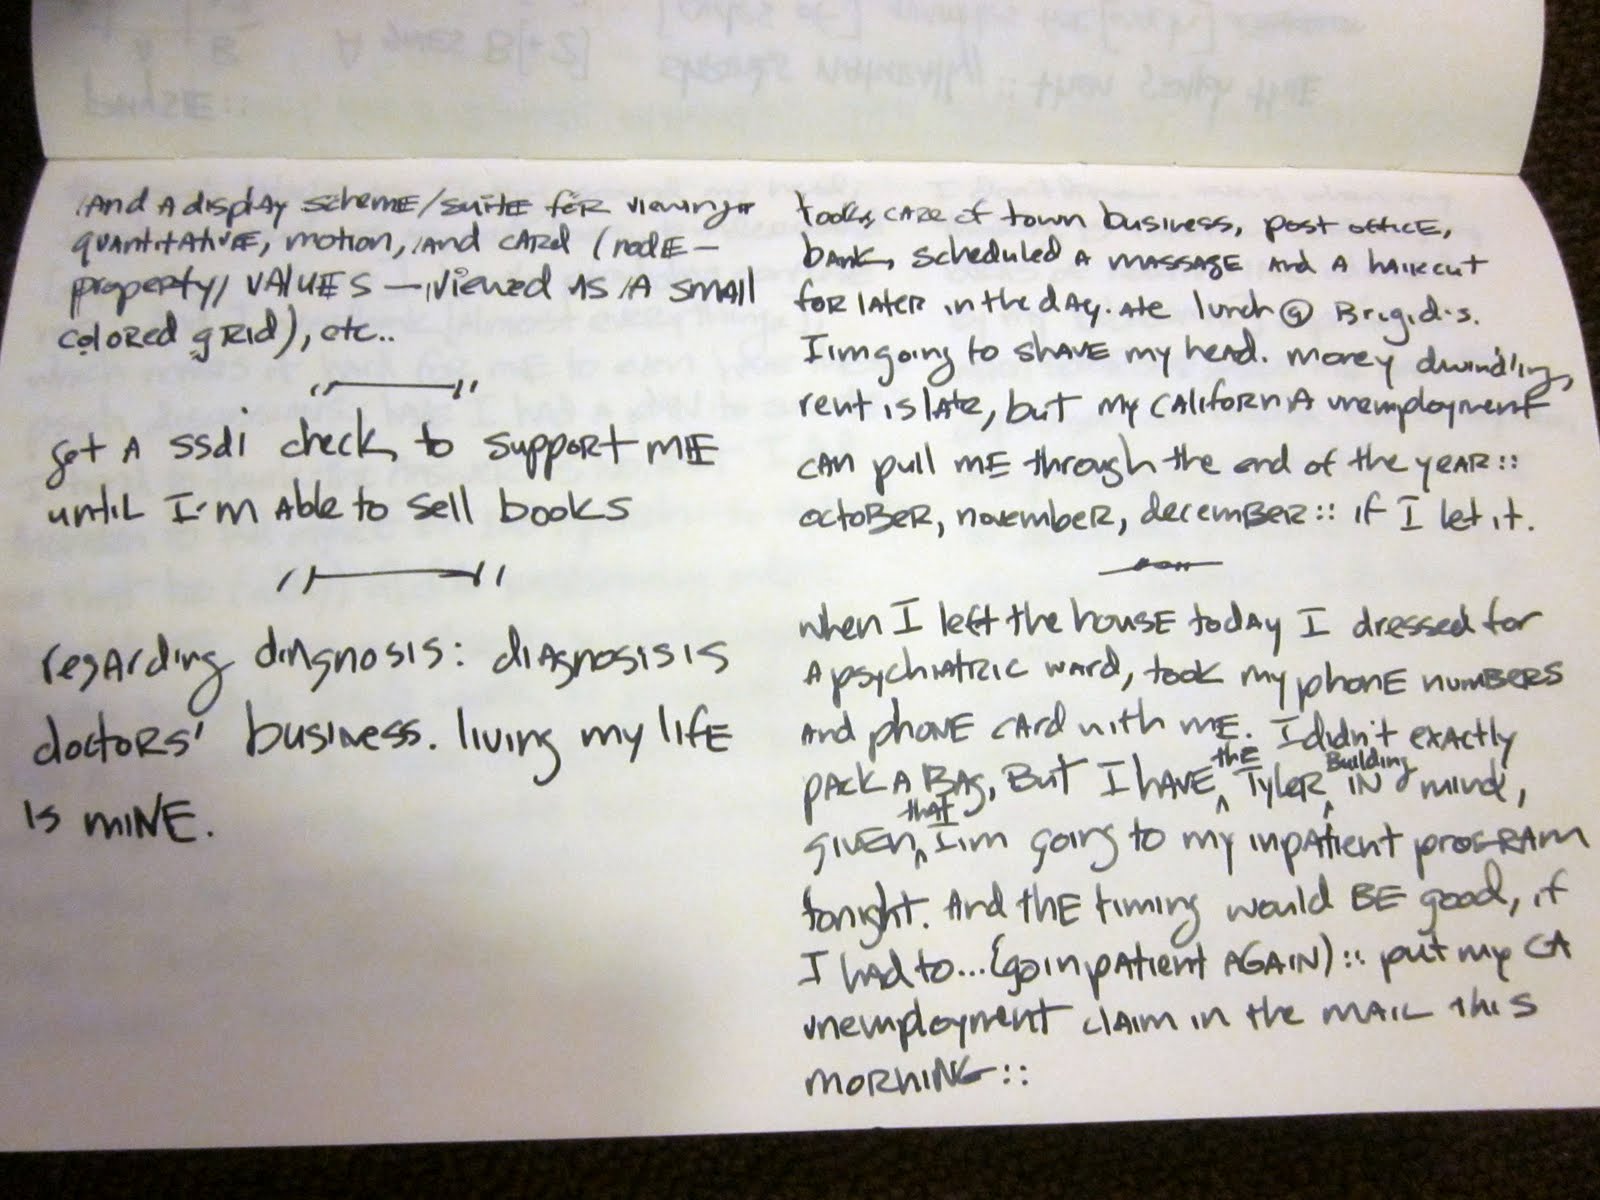 And A display scheme/suite for viewing
quantitative, motion, and card (node-
property/ values — viewed as a small
colored grid), etc..
get a ssdi check to support me
until I'm able to sell books
regarding diagnosis: diagnosis is
doctors' business. living my life
is mine.
took care of town business, post office,
bank, scheduled a massage and a haircut
for later in the day. ate lunch @ Brigid's.
I'm going to shave my head. money dwindling,
rent is late, but my California unemployment
can pull me through the end of the year::
october, november, december:: if I let it.
when I left the house today I dressed for
a psychiatric ward, took my phone numbers
and phone card with me. I didn't exactly
pack a bag, but I have the Tyler Building in mind,
given that I'm going to my inpatient program
tonight. And the timing would be good, if
I had to... (go inpatient AGAIN):: put my CA
unemployment claim in the mail this
morning::